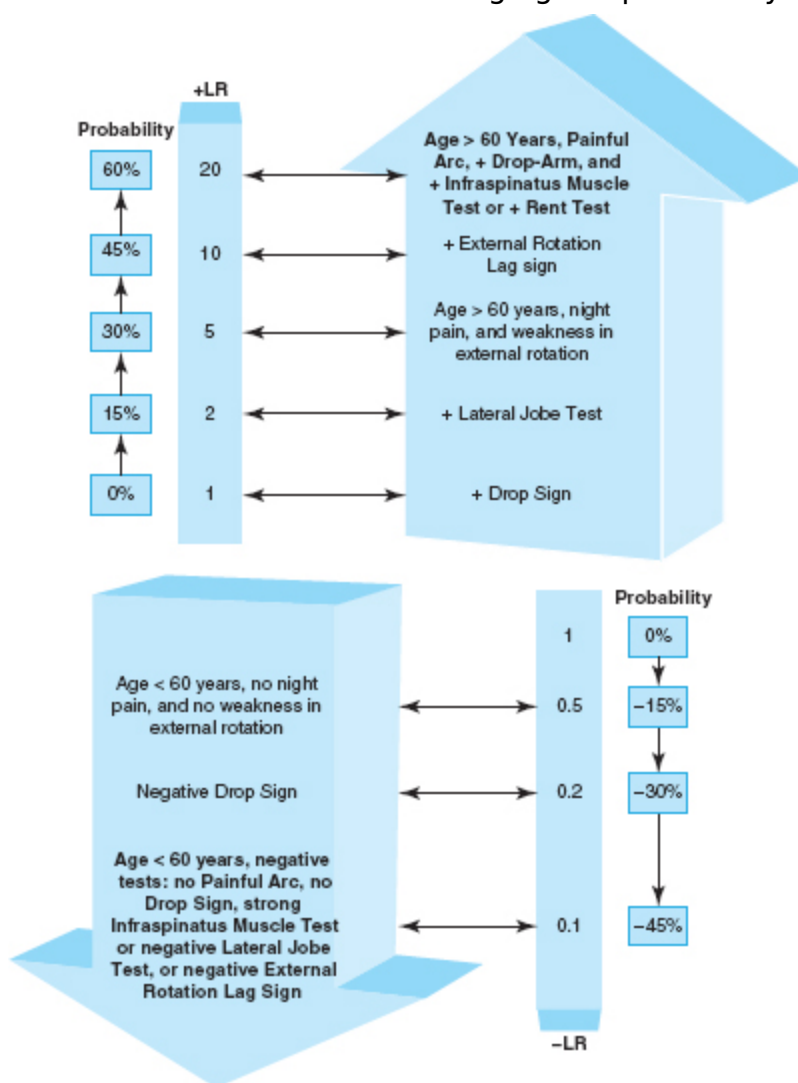 +LR
Probability
60%
20
Age > 60 Years, Painful
Arc, + Drop-Arm, and
+ Infraspinatus Muscle
Test or + Rent Test
45%
10
+ External Rotation
Lag sign
30%
5
Age > 60 years, night
pain, and weakness in
external rotation
15%
2
+ Lateral Jobe Test
0%
1
+ Drop Sign
Probability
1
0%
Age < 60 years, no night
pain, and no weakness in
external rotation
0.5
−15%
Negative Drop Sign
0.2
−30%
Age < 60 years, negative
tests: no Painful Arc, no
Drop Sign, strong
Infraspinatus Muscle Test
or negative Lateral Jobe
Test, or negative External
Rotation Lag Sign
0.1
−45%
−LR